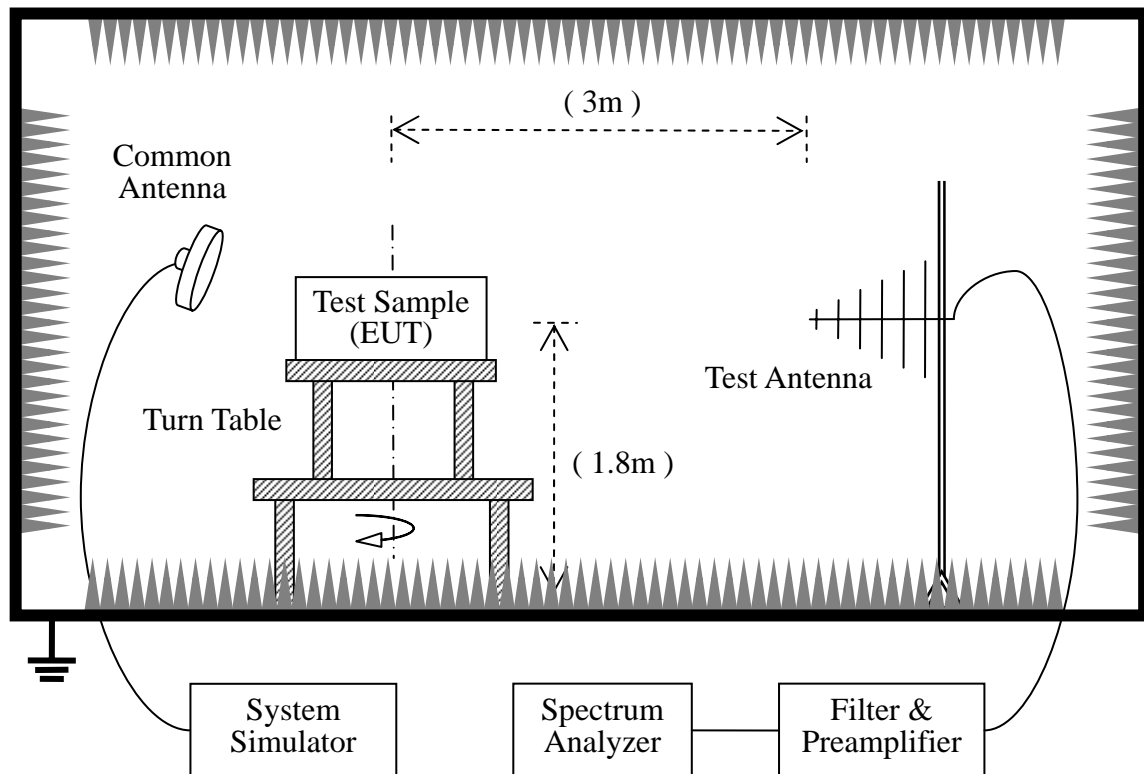 ( 3m )
Common
Antenna
Test Sample
(EUT)
Test Antenna
Turn Table
( 1.8m )
System
Simulator
Spectrum
Analyzer
Filter &
Preamplifier